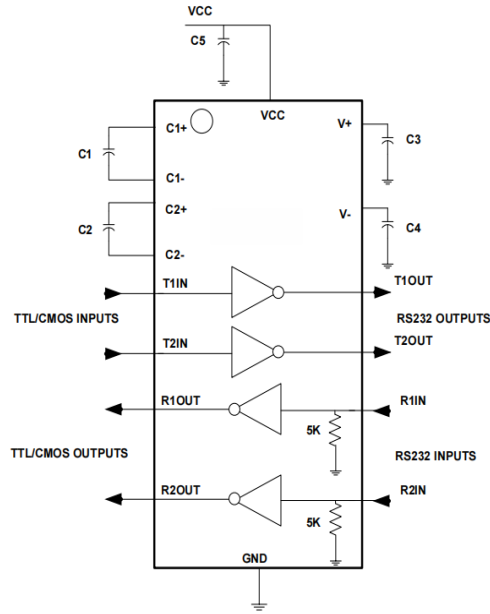 VCC
C5
VCC
C1+
V+
C1
C3
C1-
C2+
V-
C2
C4
C2-
T1IN
T1OUT
TTL/CMOS INPUTS
RS232 OUTPUTS
T2IN
T2OUT
R1OUT
R1IN
5K
TTL/CMOS OUTPUTS
RS232 INPUTS
R2OUT
R2IN
5K
GND